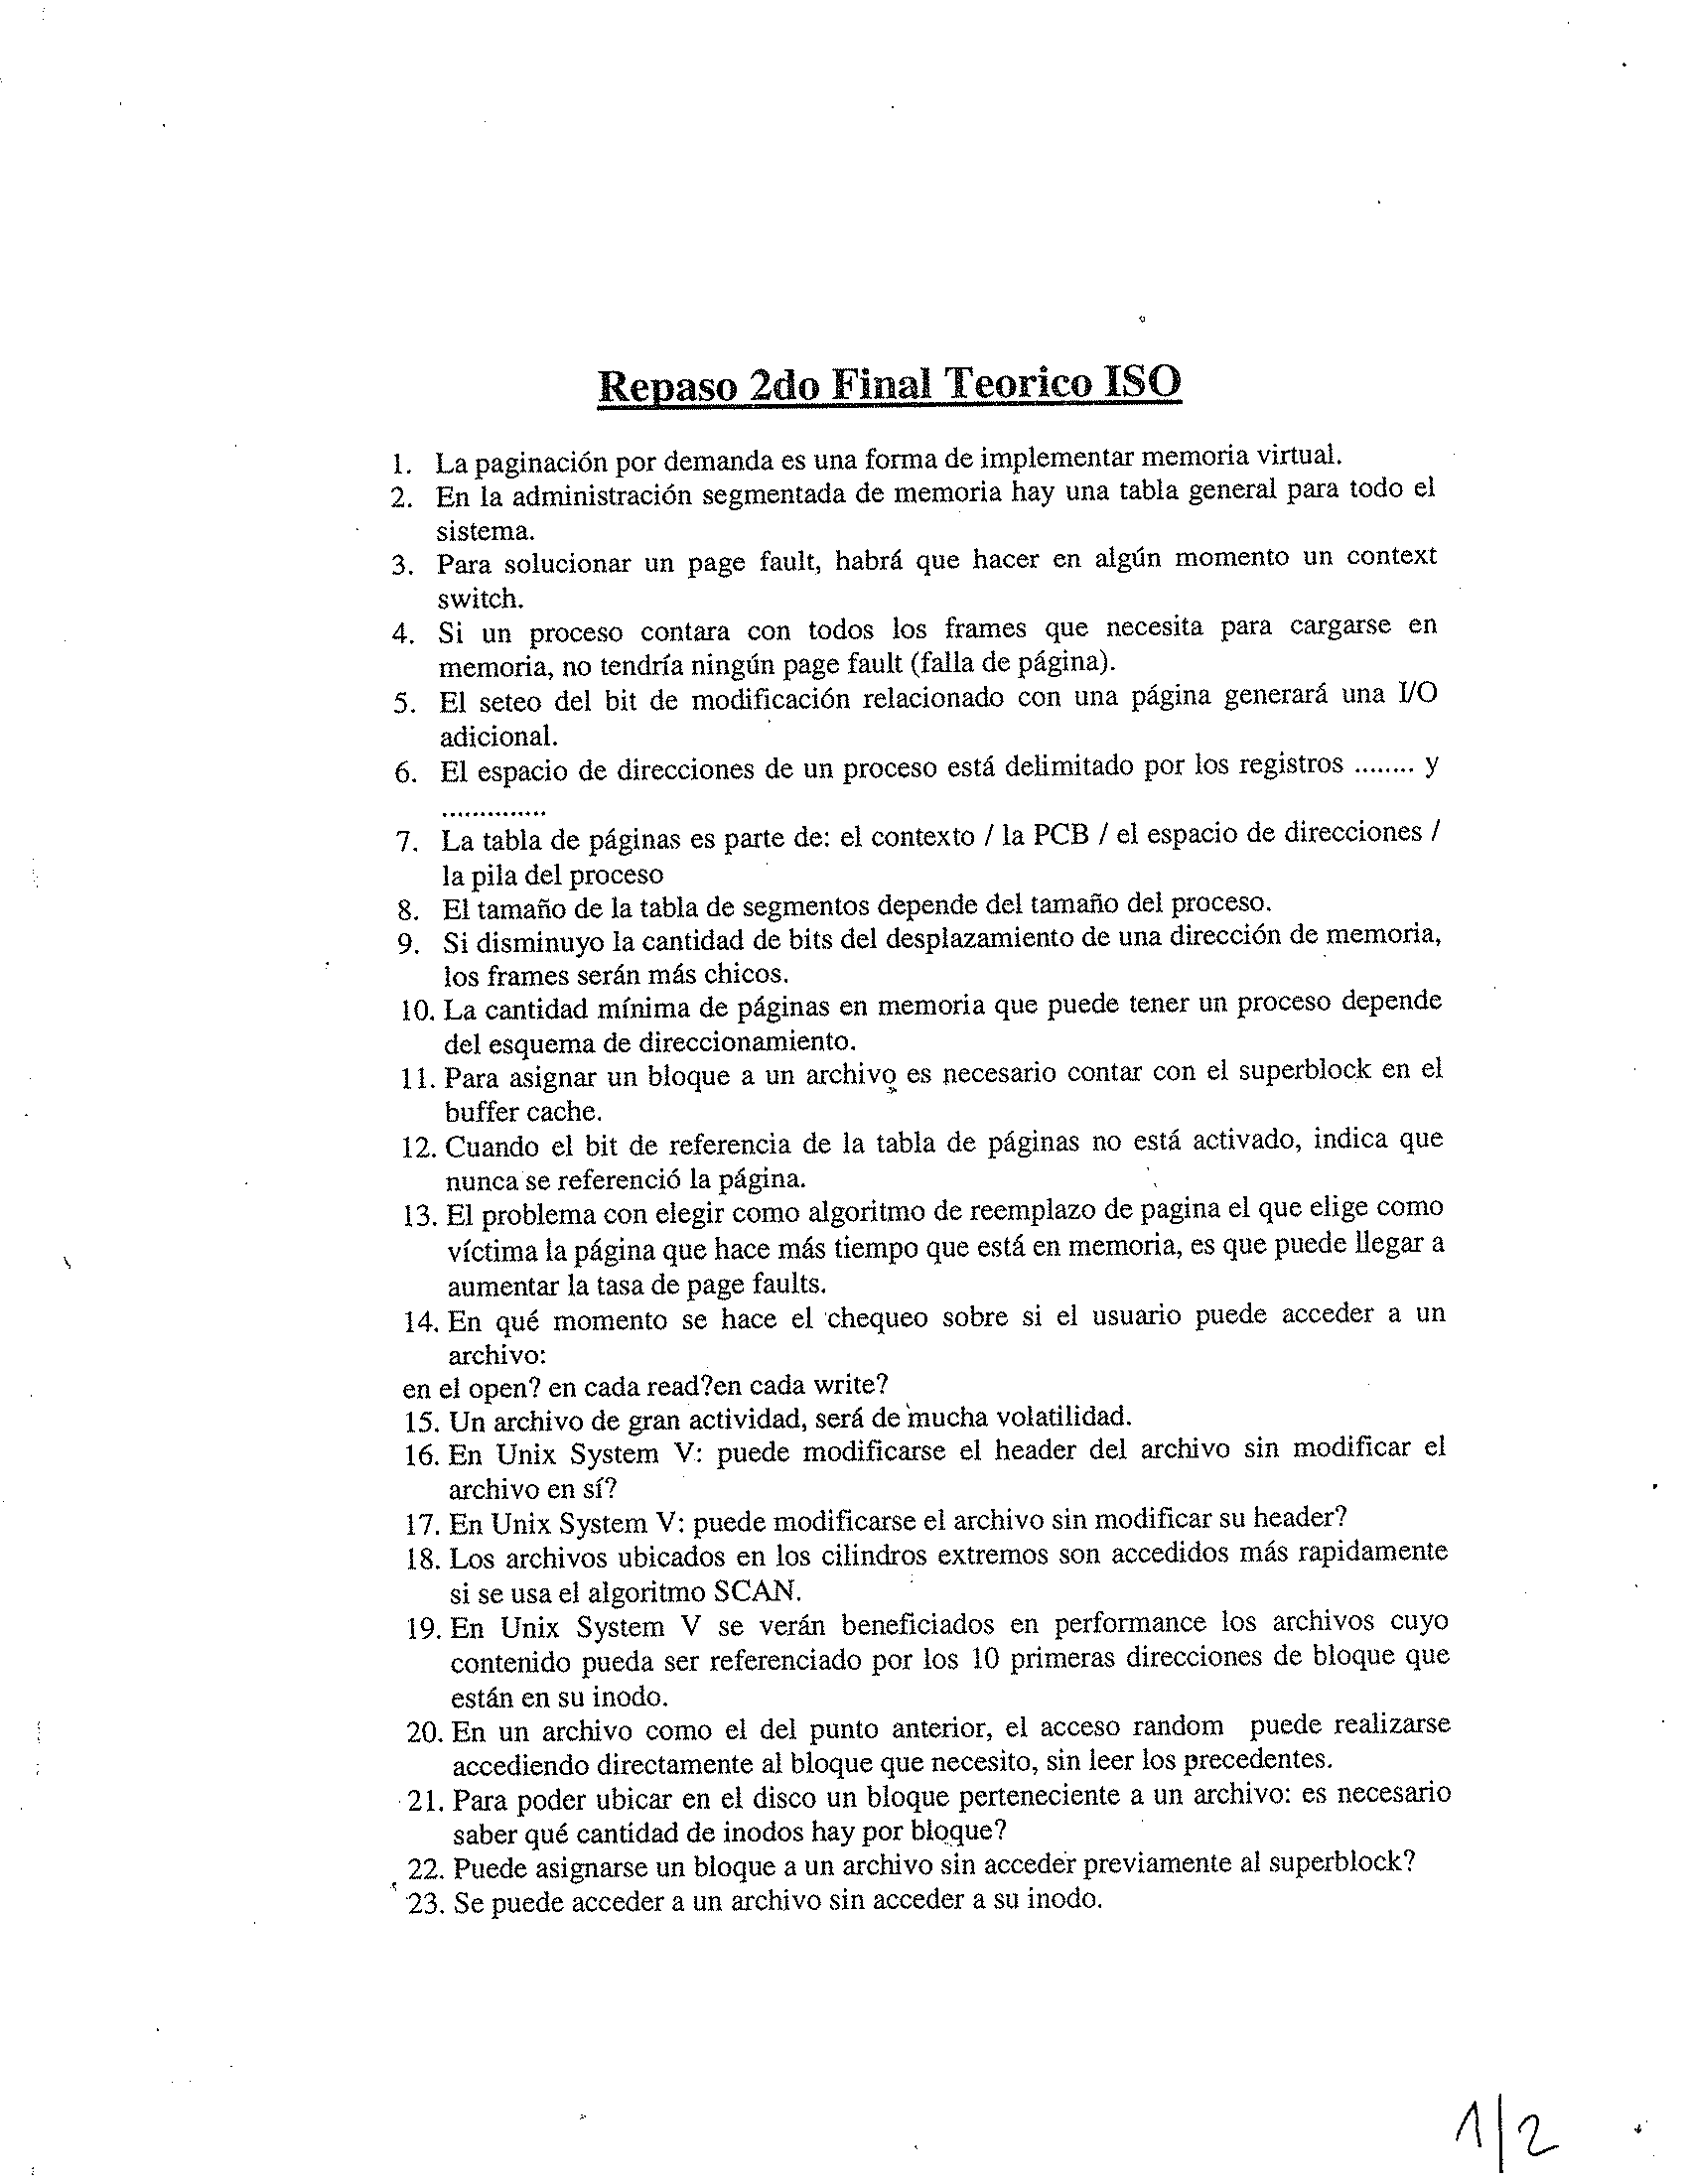 Repaso 2do Final Teorico ISO
1. La paginación por demanda es una forma de implementar memoria virtual.
2. En la administración segmentada de memoria hay una tabla general para todo el
sistema.
3. Para solucionar un page fault, habrá que hacer en algún momento un context
switch.
4. Si un proceso contara con todos los frames que necesita para cargarse en
memoria, no tendría ningún page fault (falla de página).
5. El seteo del bit de modificación relacionado con una página generará una I/O
adicional.
6. El espacio de direcciones de un proceso está delimitado por los registros ........ y
..............
7. La tabla de páginas es parte de: el contexto / la PCB / el espacio de direcciones /
la pila del proceso
8. El tamaño de la tabla de segmentos depende del tamaño del proceso.
9. Si disminuyo la cantidad de bits del desplazamiento de una dirección de memoria,
los frames serán más chicos.
10. La cantidad mínima de páginas en memoria que puede tener un proceso depende
del esquema de direccionamiento.
11. Para asignar un bloque a un archivo es necesario contar con el superblock en el
buffer cache.
12. Cuando el bit de referencia de la tabla de páginas no está activado, indica que
nunca se referenció la página.
13. El problema con elegir como algoritmo de reemplazo de pagina el que elige como
víctima la página que hace más tiempo que está en memoria, es que puede llegar a
aumentar la tasa de page faults.
14. En qué momento se hace el chequeo sobre si el usuario puede acceder a un
archivo:
en el open? en cada read?en cada write?
15. Un archivo de gran actividad, será de mucha volatilidad.
16. En Unix System V: puede modificarse el header del archivo sin modificar el
archivo en sí?
17. En Unix System V: puede modificarse el archivo sin modificar su header?
18. Los archivos ubicados en los cilindros extremos son accedidos más rapidamente
si se usa el algoritmo SCAN.
19. En Unix System V se verán beneficiados en performance los archivos cuyo
contenido pueda ser referenciado por los 10 primeras direcciones de bloque que
están en su inodo.
20. En un archivo como el del punto anterior, el acceso random puede realizarse
accediendo directamente al bloque que necesito, sin leer los precedentes.
21. Para poder ubicar en el disco un bloque perteneciente a un archivo: es necesario
saber qué cantidad de inodos hay por bloque?
22. Puede asignarse un bloque a un archivo sin acceder previamente al superblock?
23. Se puede acceder a un archivo sin acceder a su inodo.
1/2